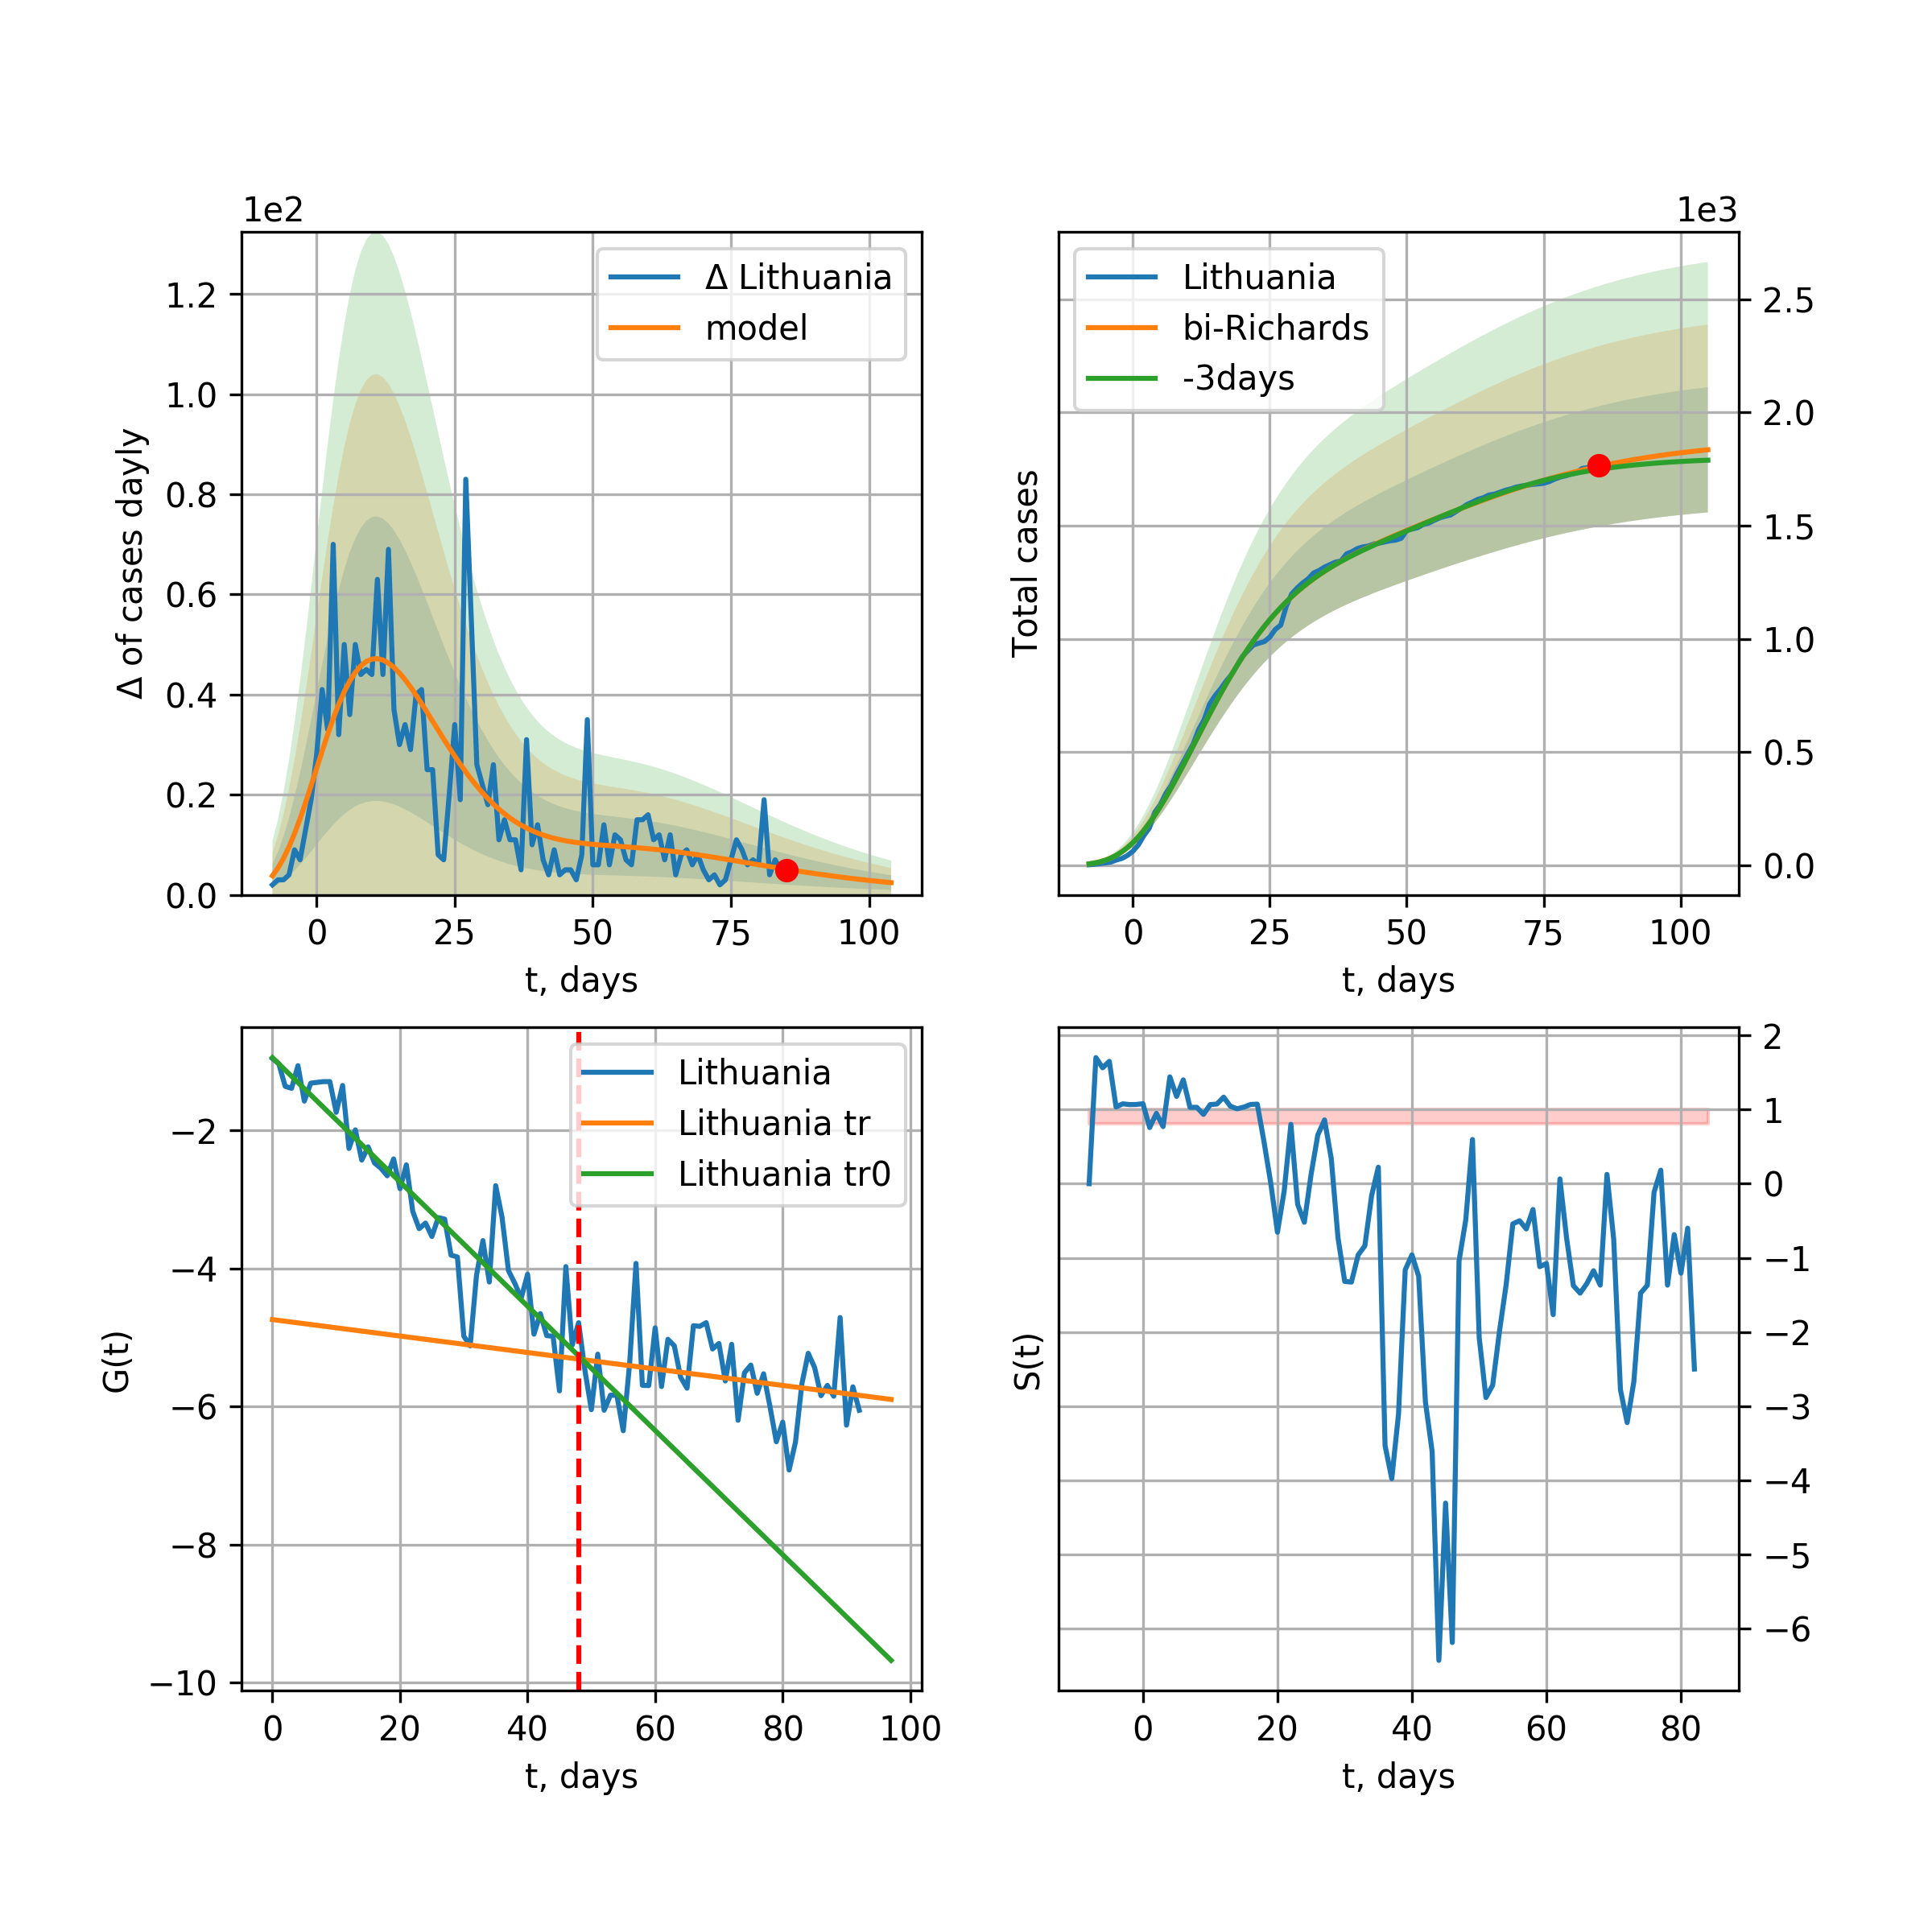 1e2
Δ of cases dayly
1.2
1.0
0.8
0.6
0.4
0.2
0.0
Δ Lithuania
model
0 25 50 75 100
t, days
1e3
Total cases
Lithuania
bi-Richards
-3days
2.5
2.0
1.5
1.0
0.5
0.0
0 25 50 75 100
t, days
G(t)
−2
−4
−6
−8
−10
Lithuania
Lithuania tr
Lithuania tr0
0 20 40 60 80 100
t, days
S(t)
2
1
0
−1
−2
−3
−4
−5
−6
0 20 40 60 80
t, days